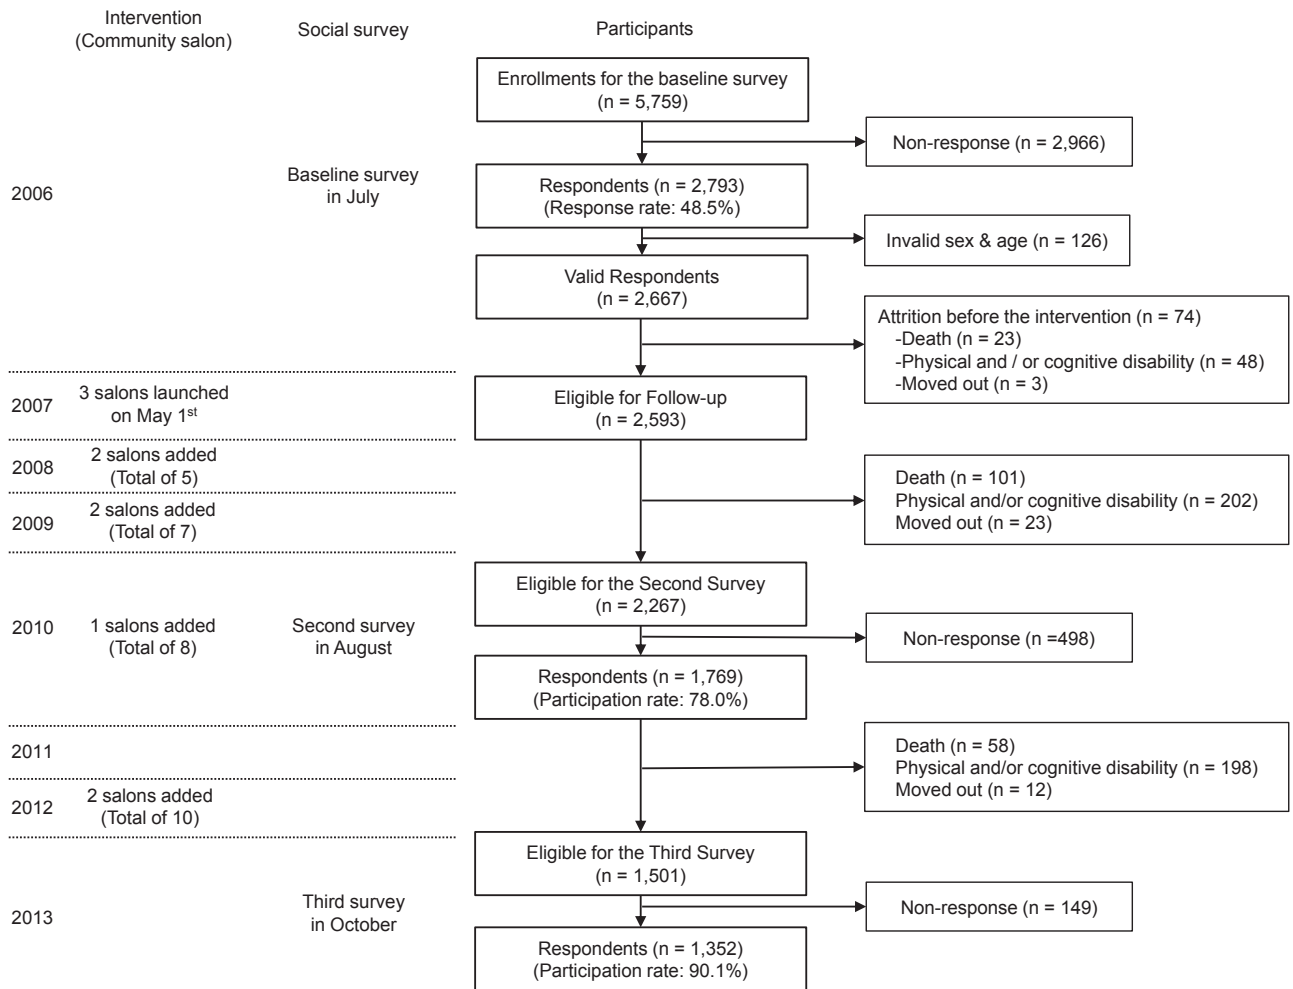 Intervention
(Community salon)
Social survey
Participants
Enrollments for the baseline survey
(n = 5,759)
Non-response (n = 2,966)
2006
Baseline survey
in July
Respondents (n = 2,793)
(Response rate: 48.5%)
Invalid sex & age (n = 126)
Valid Respondents
(n = 2,667)
Attrition before the intervention (n = 74)
-Death (n = 23)
-Physical and / or cognitive disability (n = 48)
-Moved out (n = 3)
2007
3 salons launched
on May 1st
Eligible for Follow-up
(n = 2,593)
2008
2 salons added
(Total of 5)
Death (n = 101)
Physical and/or cognitive disability (n = 202)
Moved out (n = 23)
2009
2 salons added
(Total of 7)
Eligible for the Second Survey
(n = 2,267)
2010
1 salons added
(Total of 8)
Second survey
in August
Non-response (n =498)
Respondents (n = 1,769)
(Participation rate: 78.0%)
2011
Death (n = 58)
Physical and/or cognitive disability (n = 198)
Moved out (n = 12)
2012
2 salons added
(Total of 10)
Eligible for the Third Survey
(n = 1,501)
2013
Third survey
in October
Non-response (n = 149)
Respondents (n = 1,352)
(Participation rate: 90.1%)